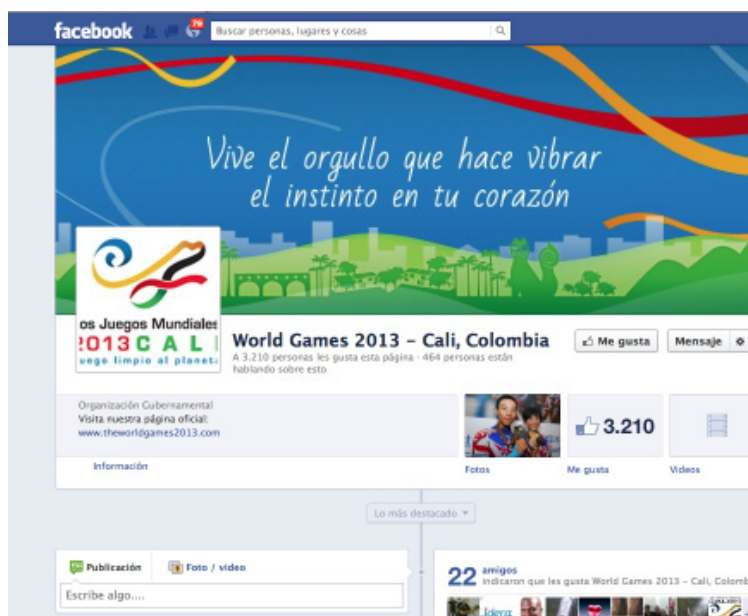 facebook
79
Buscar personas, lugares y cosas
Vive el orgullo que hace vibrar
el instinto en tu corazón
os Juegos Mundiales
2013 C A L I
uego limpio al planeta
World Games 2013 – Cali, Colombia
A 3.210 personas les gusta esta página · 464 personas están
hablando sobre esto
Me gusta
Mensaje
Organización Gubernamental
Visita nuestra página oficial:
www.theworldgames2013.com
Información
3.210
Fotos
Me gusta
Videos
Lo más destacado
Publicación
Foto / video
Escribe algo....
22 amigos
indicaron que les gusta World Games 2013 – Cali, Colomb